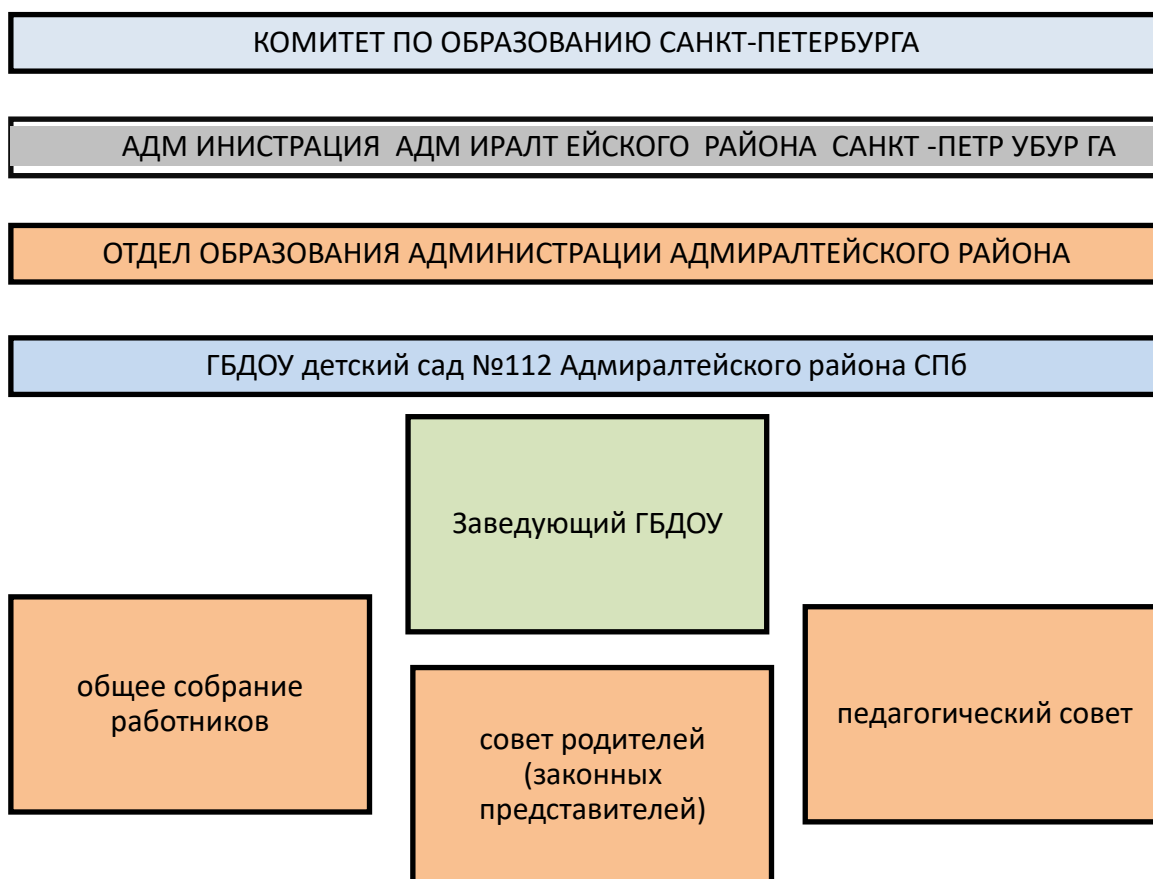 КОМИТЕТ ПО ОБРАЗОВАНИЮ САНКТ-ПЕТЕРБУРГА
АДМ ИНИСТРАЦИЯ АДМ ИРАЛТ ЕЙСКОГО РАЙОНА САНКТ -ПЕТР УБУР ГА
ОТДЕЛ ОБРАЗОВАНИЯ АДМИНИСТРАЦИИ АДМИРАЛТЕЙСКОГО РАЙОНА
ГБДОУ детский сад №112 Адмиралтейского района СПб
Заведующий ГБДОУ
общее собрание
работников
совет родителей
(законных
представителей)
педагогический совет